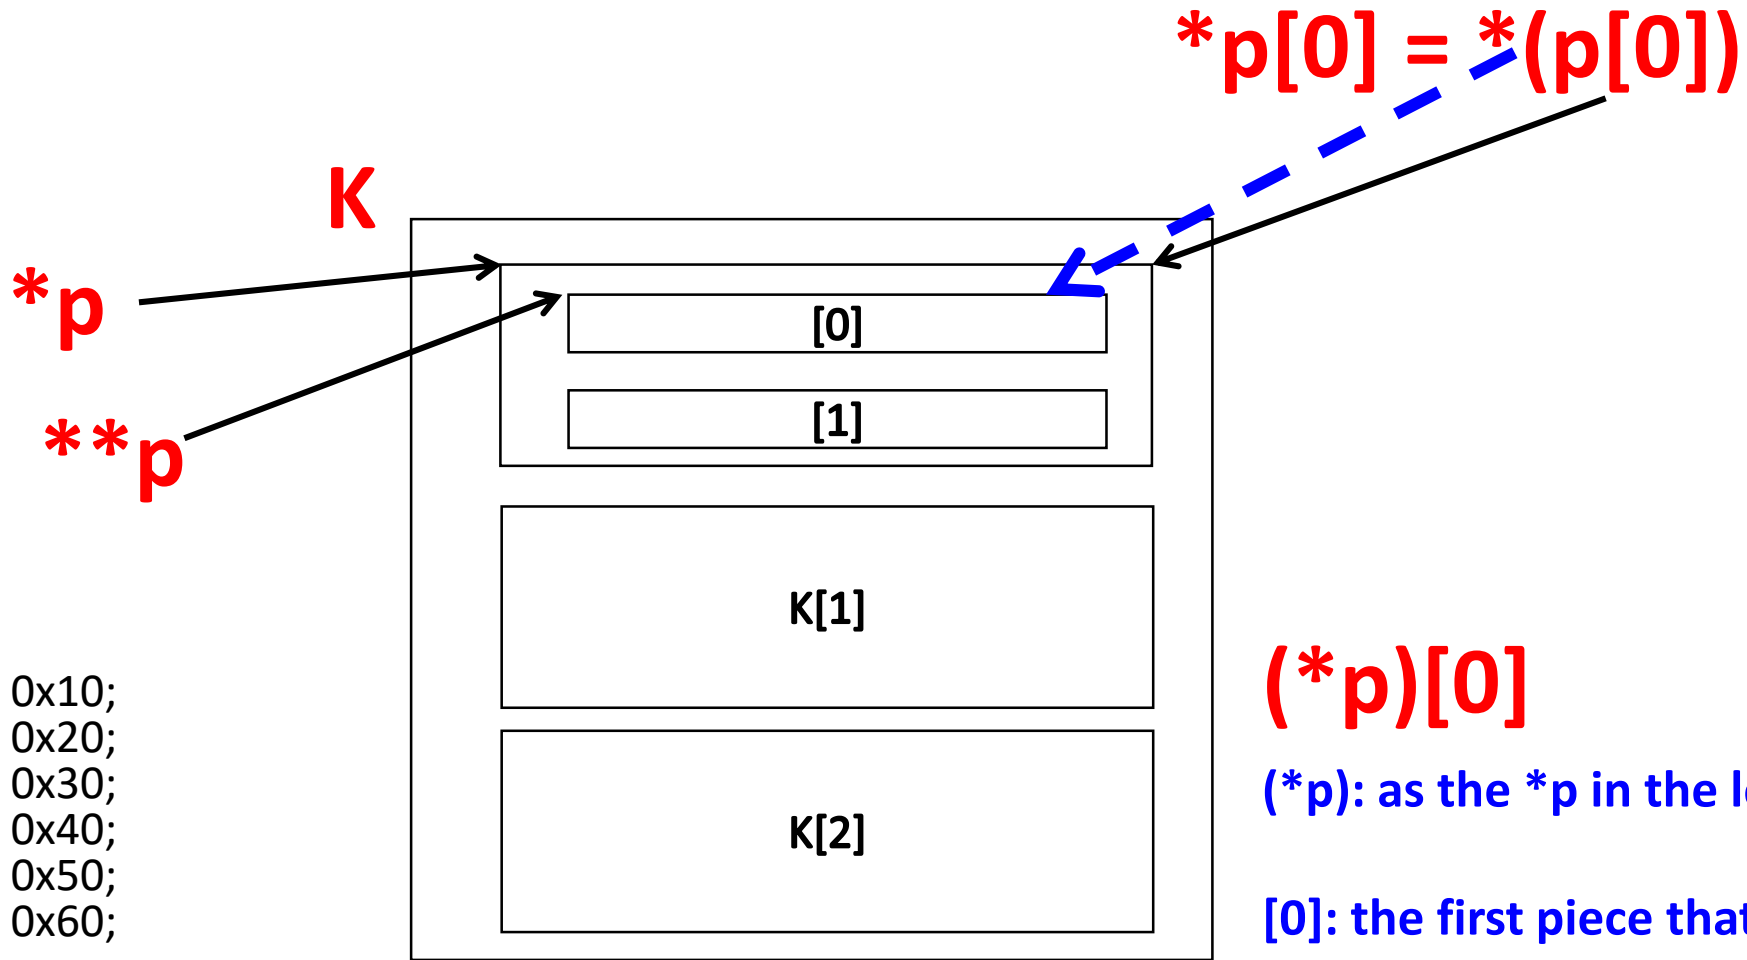 *p[0] = *(p[0])
K
*p
[0]
[1]
**p
K[1]
(*p)[0]
0x10;
0x20;
0x30;
0x40;
0x50;
0x60;
(*p): as the *p in the
K[2]
[0]: the first piece that